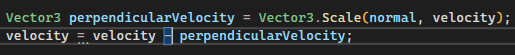 Vector3 perpendicularVelocity = Vector3.Scale(normal, velocity);
velocity = velocity - perpendicularVelocity;